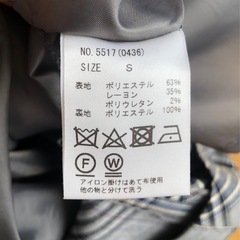 NO.5517(0436)
SIZE S
表地 ポリエステル 63%
レーヨン 35%
ポリウレタン 2%
裏地 ポリエステル 100%
F W
アイロン掛けはあて布使用
他の物と分けて洗う